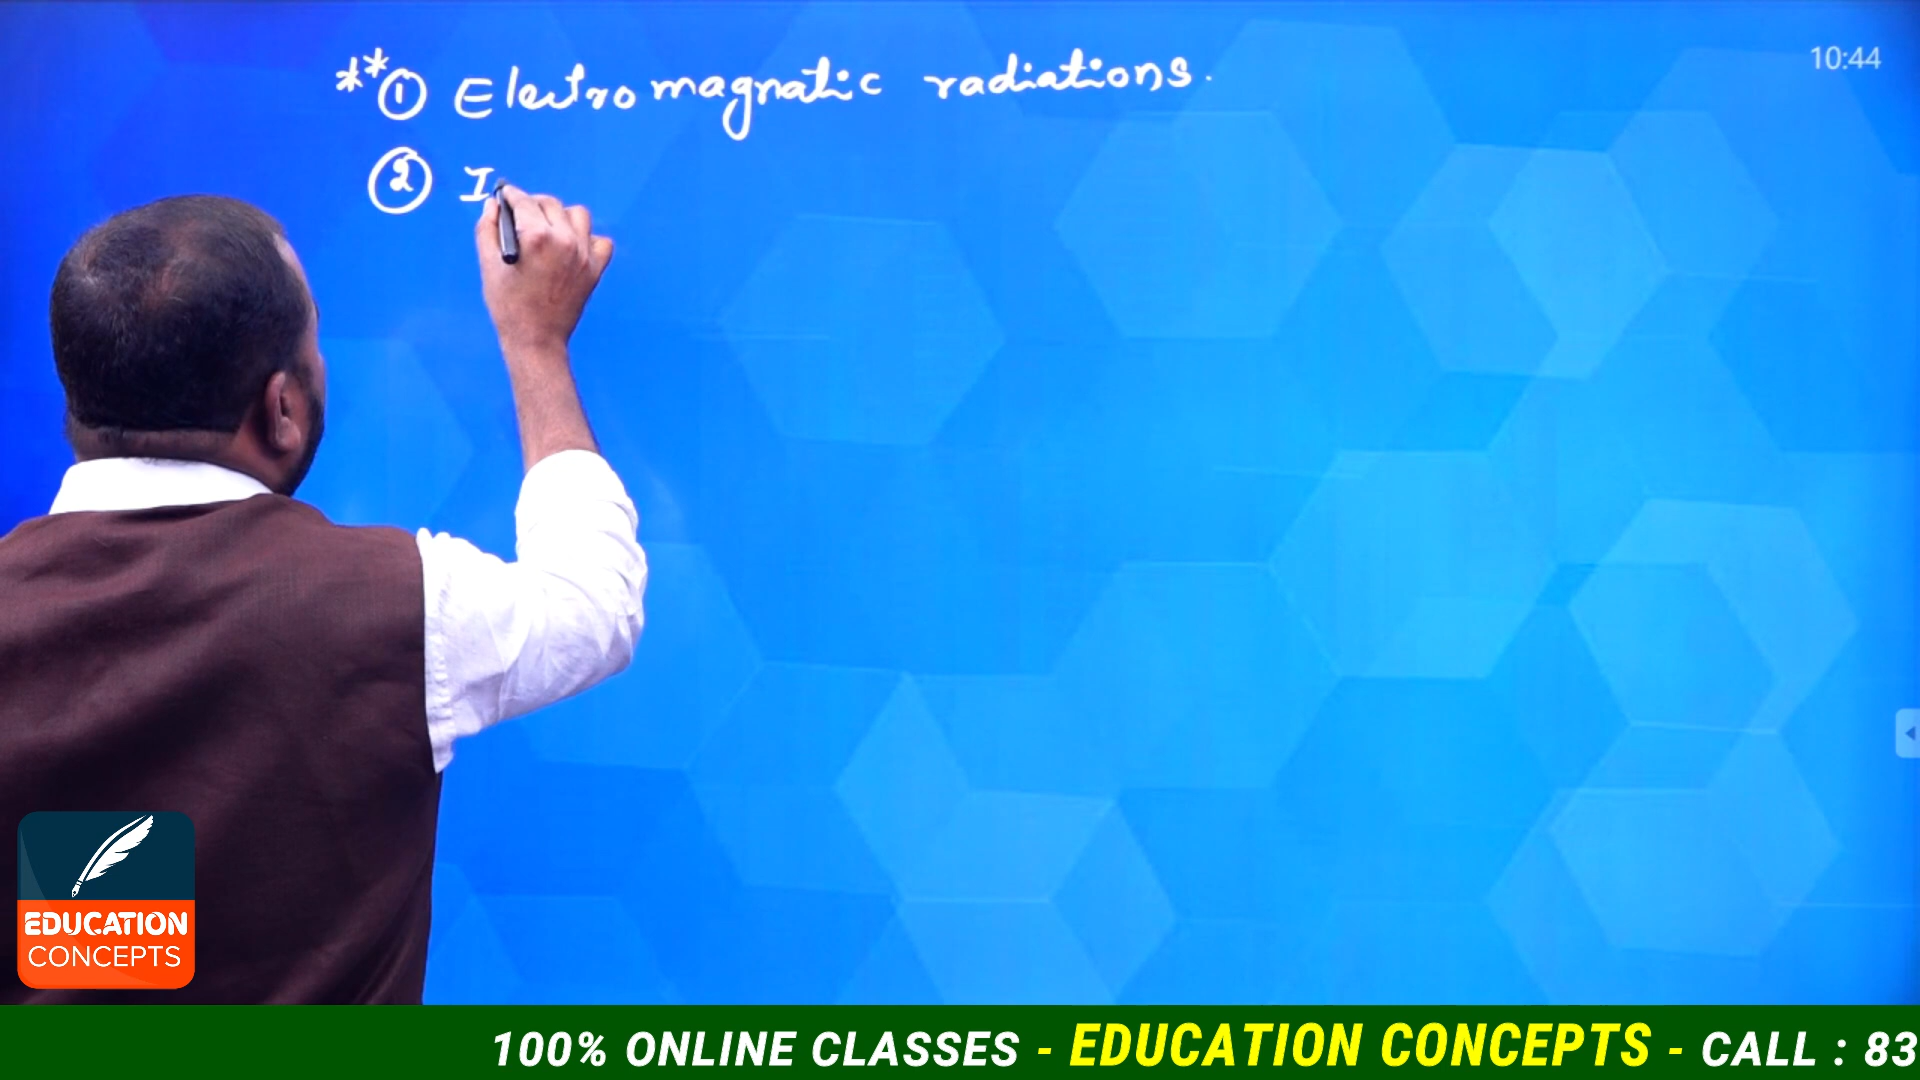 ** ① Electromagnatic radiations.
10:44
② I
EDUCATION
CONCEPTS
100% ONLINE CLASSES - EDUCATION CONCEPTS - CALL : 83